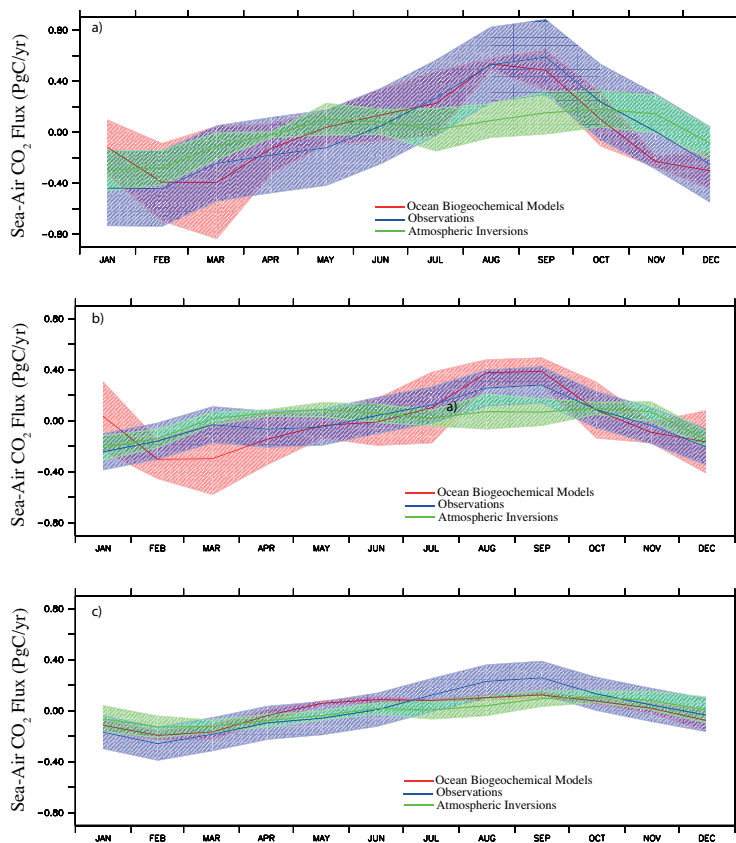 a)
Sea-Air CO2 Flux (PgC/yr)
0.80
0.40
0.00
-0.40
-0.80
Ocean Biogeochemical Models
Observations
Atmospheric Inversions
JAN FEB MAR APR MAY JUN JUL AUG SEP OCT NOV DEC
b)
Sea-Air CO2 Flux (PgC/yr)
0.80
0.40
0.00
-0.40
-0.80
a)
Ocean Biogeochemical Models
Observations
Atmospheric Inversions
JAN FEB MAR APR MAY JUN JUL AUG SEP OCT NOV DEC
c)
Sea-Air CO2 Flux (PgC/yr)
0.80
0.40
0.00
-0.40
-0.80
Ocean Biogeochemical Models
Observations
Atmospheric Inversions
JAN FEB MAR APR MAY JUN JUL AUG SEP OCT NOV DEC